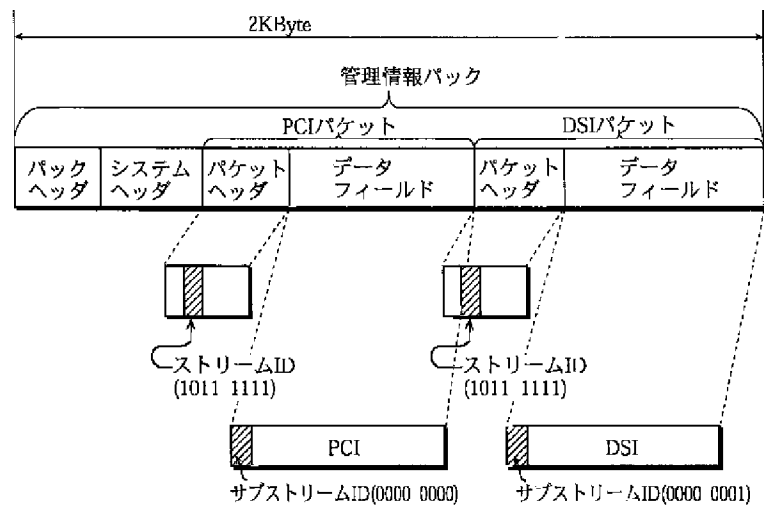 2KByte
管理情報パック
PCIパケット
DSIパケット
パック
ヘッダ
システム
ヘッダ
パケット
ヘッダ
データ
フィールド
パケット
ヘッダ
データ
フィールド
ストリームID
(1011 1111)
ストリームID
(1011 1111)
PCI
DSI
サブストリームID(0000 0000)
サブストリームID(0000 0001)